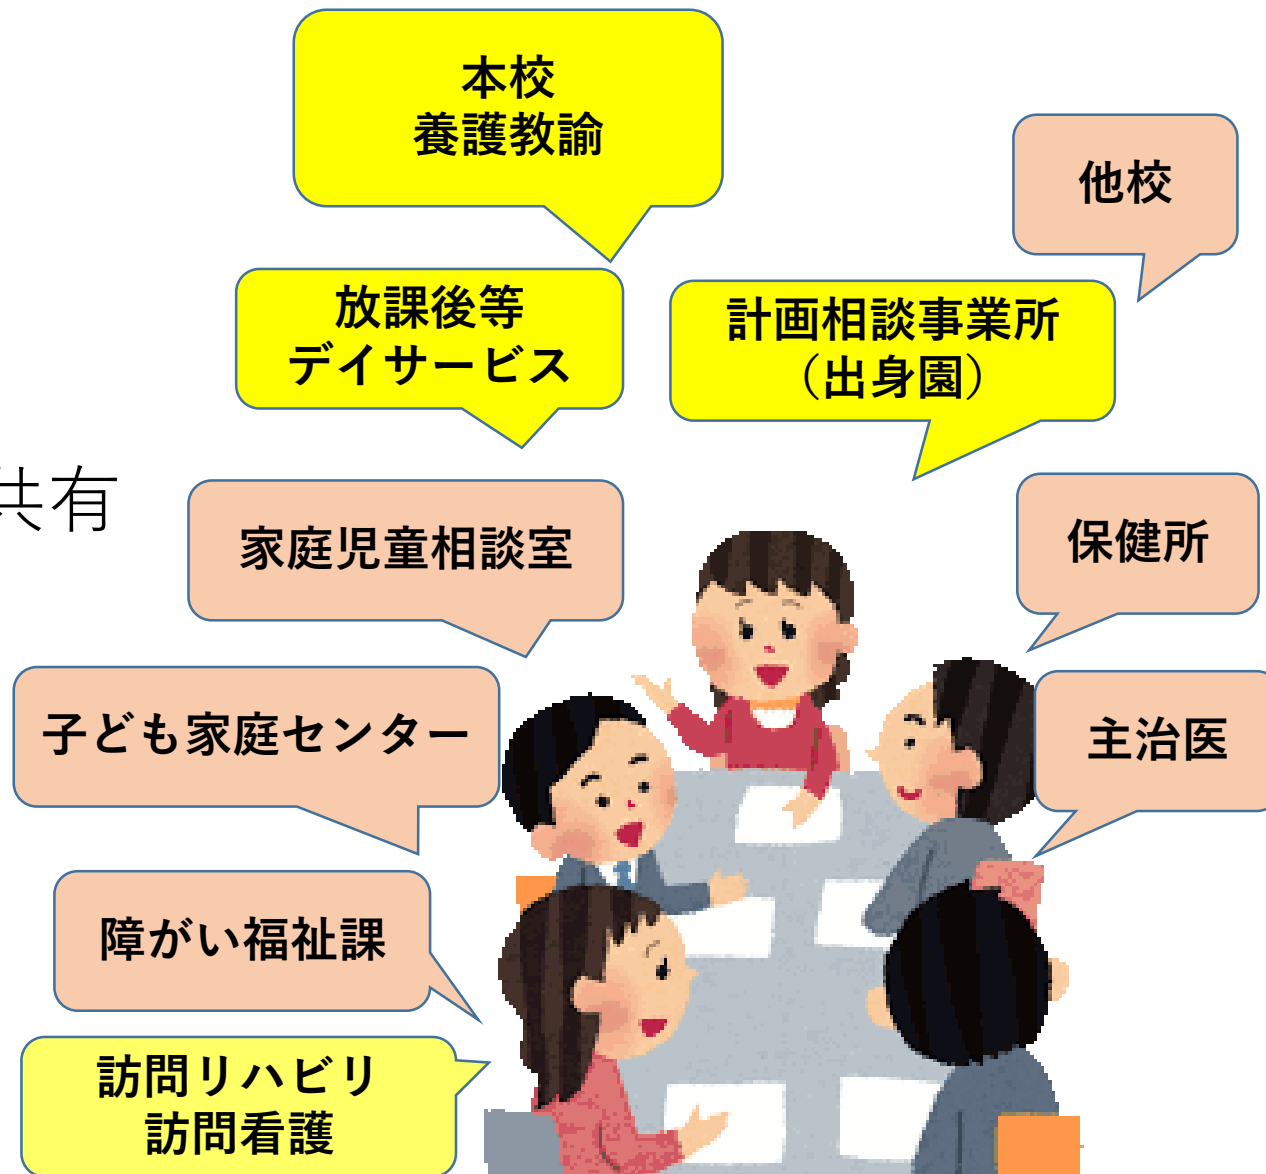 本校
養護教諭
他校
放課後等
デイサービス
計画相談事業所
（出身園）
共有
家庭児童相談室
保健所
子ども家庭センター
主治医
障がい福祉課
訪問リハビリ
訪問看護